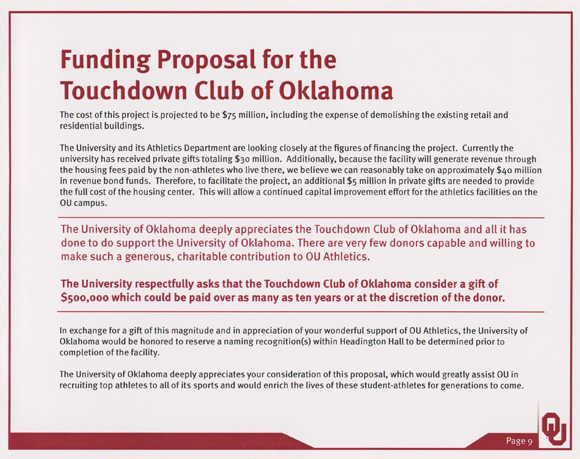 Funding Proposal for the
Touchdown Club of Oklahoma
The cost of this project is projected to be $75 million, including the expense of demolishing the existing retail and
residential buildings.
The University and its Athletics Department are looking closely at the figures of financing the project. Currently the
university has received private gifts totaling $30 million. Additionally, because the facility will generate revenue through
the housing fees paid by the non-athletes who live there, we believe we can reasonably take on approximately $40 million
in revenue bond funds. Therefore, to facilitate the project, an additional $5 million in private gifts are needed to provide
the full cost of the housing center. This will allow a continued capital improvement effort for the athletics facilities on the
OU campus.
The University of Oklahoma deeply appreciates the Touchdown Club of Oklahoma and all it has
done to do support the University of Oklahoma. There are very few donors capable and willing to
make such a generous, charitable contribution to OU Athletics.
The University respectfully asks that the Touchdown Club of Oklahoma consider a gift of
$500,000 which could be paid over as many as ten years or at the discretion of the donor.
In exchange for a gift of this magnitude and in appreciation of your wonderful support of OU Athletics, the University of
Oklahoma would be honored to reserve a naming recognition(s) within Headington Hall to be determined prior to
completion of the facility.
The University of Oklahoma deeply appreciates your consideration of this proposal, which would greatly assist OU in
recruiting top athletes to all of its sports and would enrich the lives of these student-athletes for generations to come.
Page 9
OU